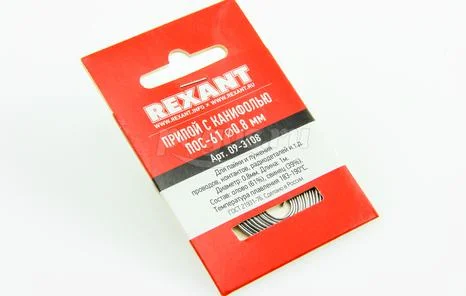 REXANT
WWW.REXANT.INFO • WWW.REXANT.RU
ПРИПОЙ С КАНИФОЛЬЮ
ПОС-61 ⌀0.8 мм
Арт. 09-3108
Для пайки и лужения
проводов, контактов, радиодеталей и т.д.
Диаметр: 0,8мм. Длина: 1м.
Состав: олово (61%), свинец (39%).
Температура плавления 183-190°С
ГОСТ 21931-76. Сделано в России